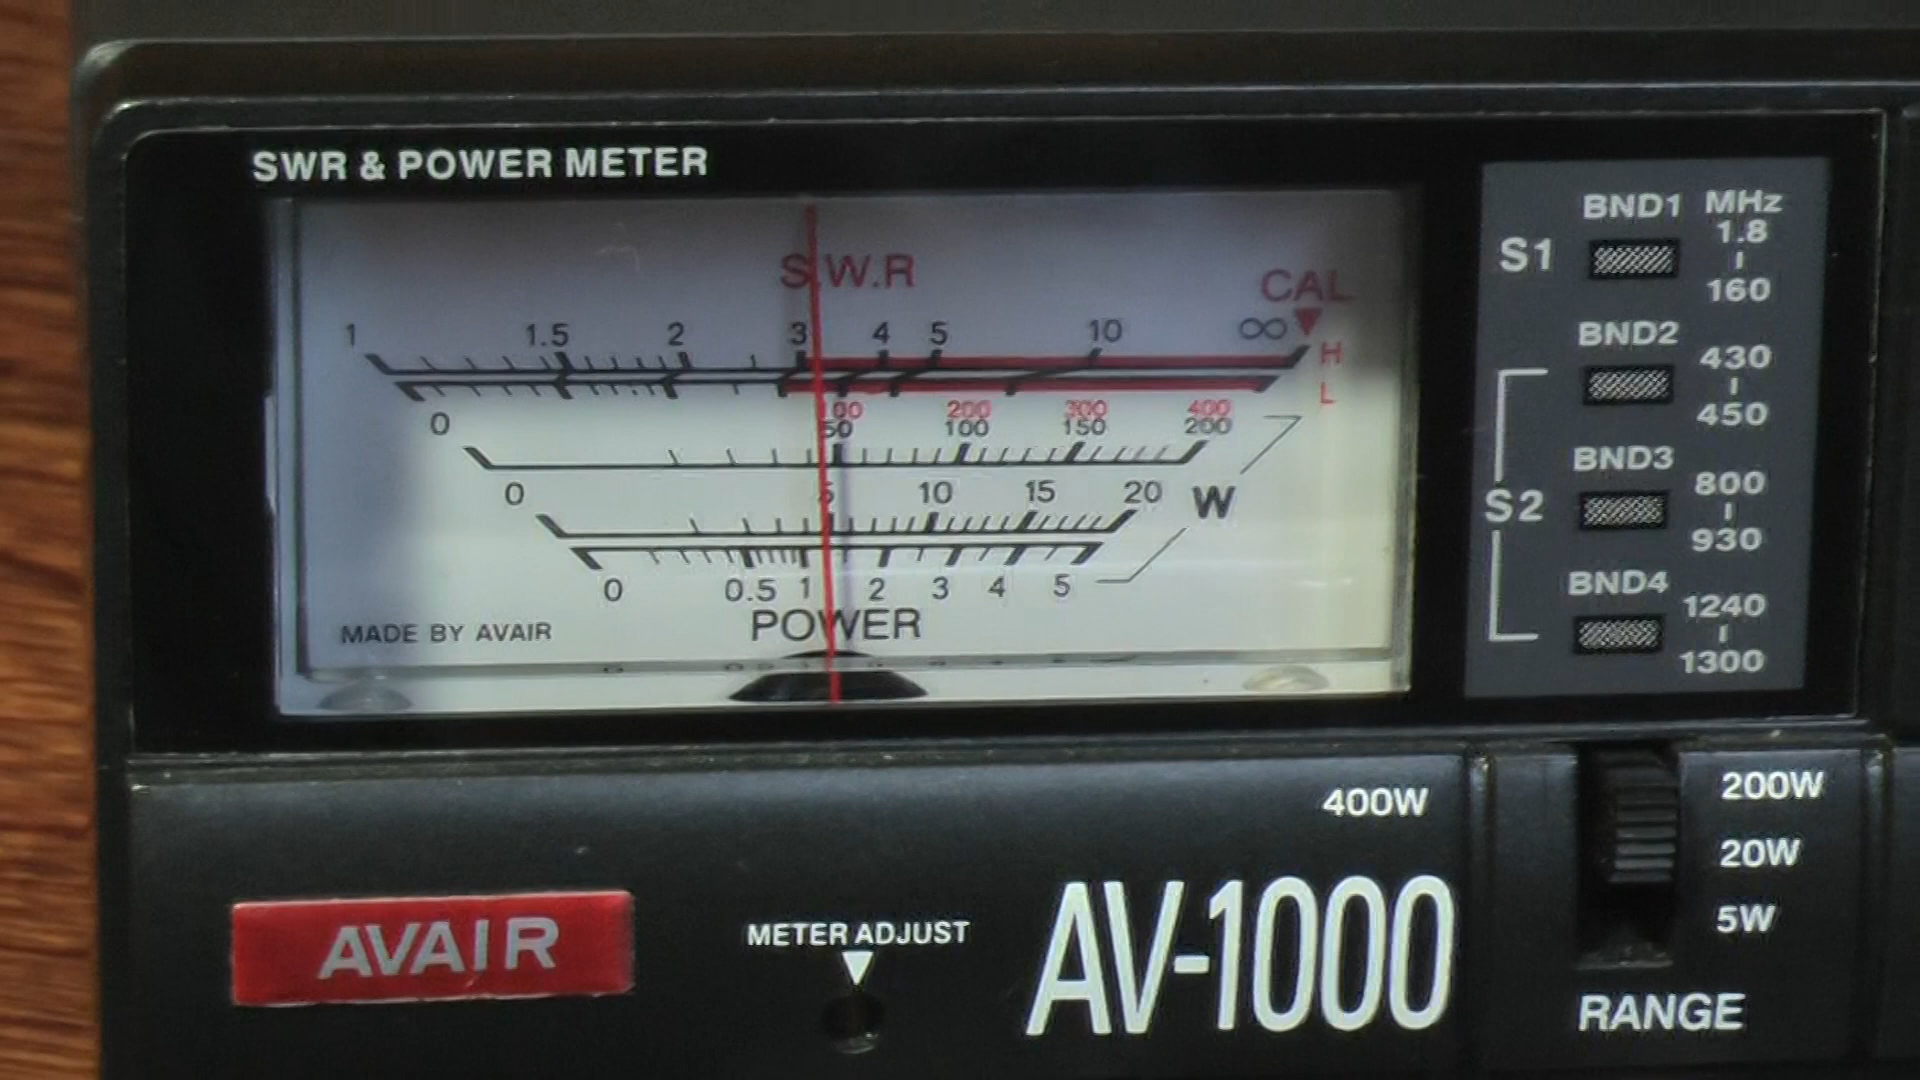 SWR & POWER METER
S.W.R
CAL
1 1.5 2 3 4 5 10 ∞
H
L
100 200 300 400
0 50 100 150 200
0 5 10 15 20 W
0 0.5 1 2 3 4 5
POWER
MADE BY AVAIR
BND1 MHz
S1 1.8
160
BND2 430
450
BND3 800
S2 930
BND4 1240
1300
400W 200W
20W
5W
RANGE
AVAIR
METER ADJUST
AV-1000